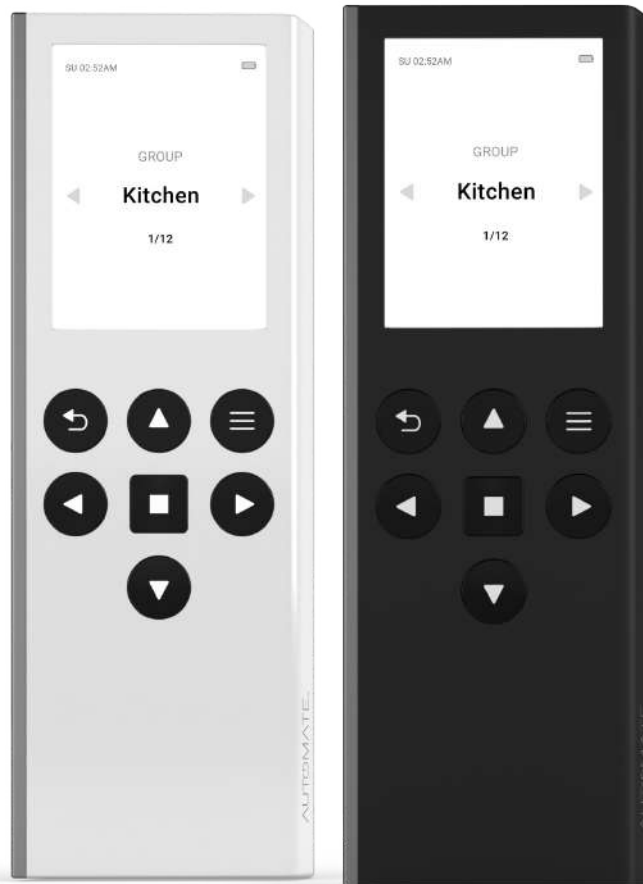 SU 02:52AM
GROUP
Kitchen
1/12
AUTOMATE
SU 02:52AM
GROUP
Kitchen
1/12